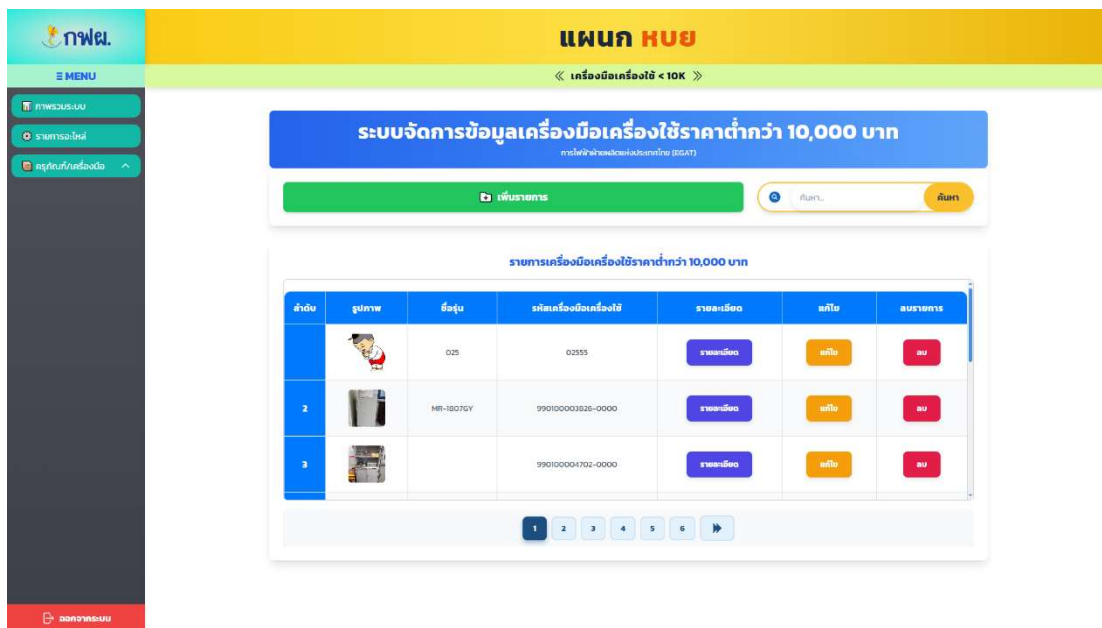 กฟผ.
แผนก หบย
≡ MENU
《 เครื่องมือเครื่องใช้ < 10K 》
ภาพรวมระบบ
รายการอะไหล่
ครุภัณฑ์/เครื่องมือ
ระบบจัดการข้อมูลเครื่องมือเครื่องใช้ราคาต่ำกว่า 10,000 บาท
การไฟฟ้าฝ่ายผลิตแห่งประเทศไทย (EGAT)
เพิ่มรายการ
ค้นหา...
ค้นหา
รายการเครื่องมือเครื่องใช้ราคาต่ำกว่า 10,000 บาท
ลำดับ รูปภาพ ชื่อรุ่น รหัสเครื่องมือเครื่องใช้ รายละเอียด แก้ไข ลบรายการ
025 02555 รายละเอียด แก้ไข ลบ
2 MR-1807GY 990100003826-0000 รายละเอียด แก้ไข ลบ
3 990100004702-0000 รายละเอียด แก้ไข ลบ
1 2 3 4 5 6
ออกจากระบบ